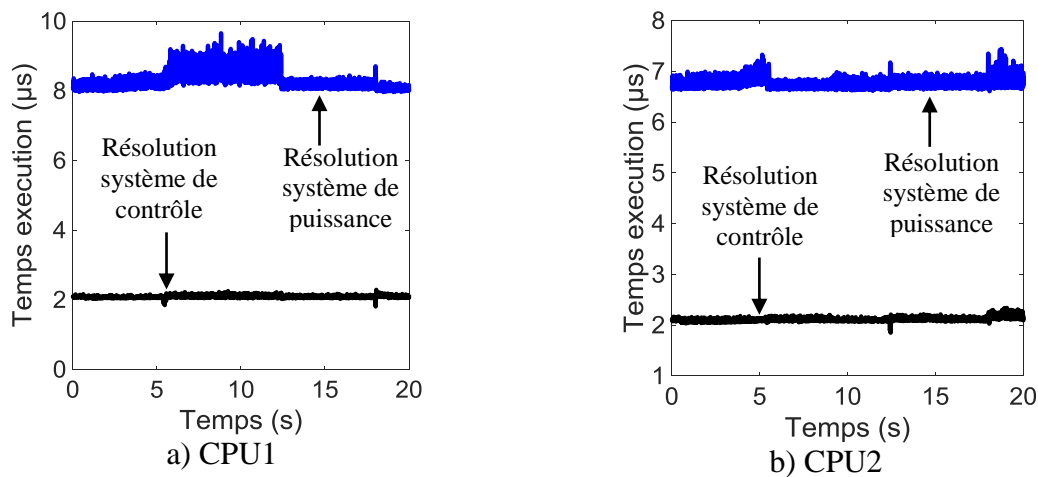 10
8
6
4
2
0
Temps execution (µs)
Résolution
système de
contrôle
Résolution
système de
puissance
0 5 10 15 20
Temps (s)
a) CPU1
8
7
6
5
4
3
2
1
Temps execution (µs)
Résolution
système de
contrôle
Résolution
système de
puissance
0 5 10 15 20
Temps (s)
b) CPU2